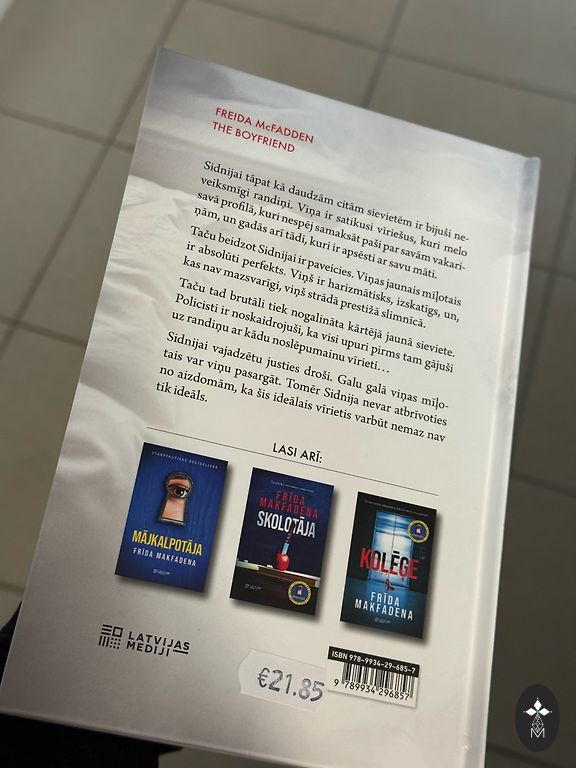 FREIDA McFADDEN
THE BOYFRIEND
Sidnijai tāpat kā daudzām citām sievietēm ir bijuši ne-
veiksmīgi randiņi. Viņa ir satikusi vīriešus, kuri melo
savā profilā, kuri nespēj samaksāt paši par savām vakari-
ņām, un gadās arī tādi, kuri ir apsēsti ar savu māti.
Taču beidzot Sidnijai ir paveicies. Viņas jaunais mīļotais
ir absolūti perfekts. Viņš ir harizmātisks, izskatīgs, un,
kas nav mazsvarīgi, viņš strādā prestižā slimnīcā.
Taču tad brutāli tiek nogalināta kārtējā jaunā sieviete.
Policisti ir noskaidrojuši, ka visi upuri pirms tam gājuši
uz randiņu ar kādu noslēpumainu vīrieti…
Sidnijai vajadzētu justies droši. Galu galā viņas mīļo-
tais var viņu pasargāt. Tomēr Sidnija nevar atbrīvoties
no aizdomām, ka šis ideālais vīrietis varbūt nemaz nav
tik ideāls.
LASI ARĪ:
STARPTAUTISKS BESTSELLERS
MĀJKALPOTĀJA
FRĪDA MAKFADENA
FRĪDA
MAKFADENA
SKOLOTĀJA
KOLĒĢE
FRĪDA
MAKFADENA
LATVIJAS
MEDIJI
€21.85
ISBN 978-9934-29-685-7
9 789934 296857
M